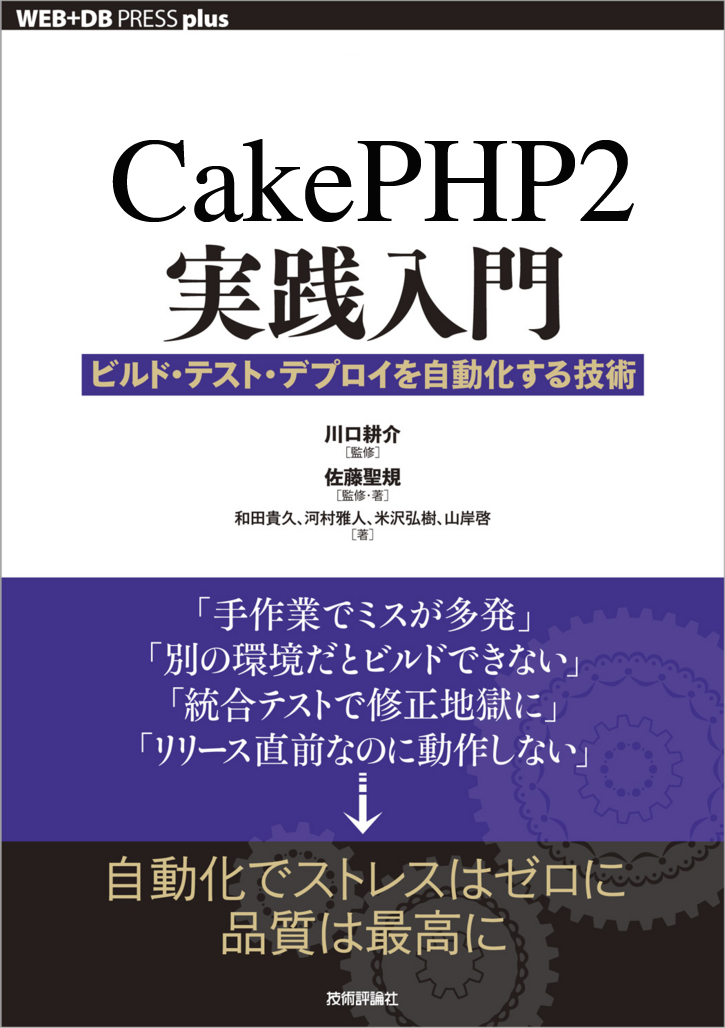 WEB+DB PRESS plus
CakePHP2
実践入門
ビルド・テスト・デプロイを自動化する技術
川口耕介
[監修]
佐藤聖規
[監修・著]
和田貴久、河村雅人、米沢弘樹、山岸啓
[著]
「手作業でミスが多発」
「別の環境だとビルドできない」
「統合テストで修正地獄に」
「リリース直前なのに動作しない」
自動化でストレスはゼロに
品質は最高に
技術評論社